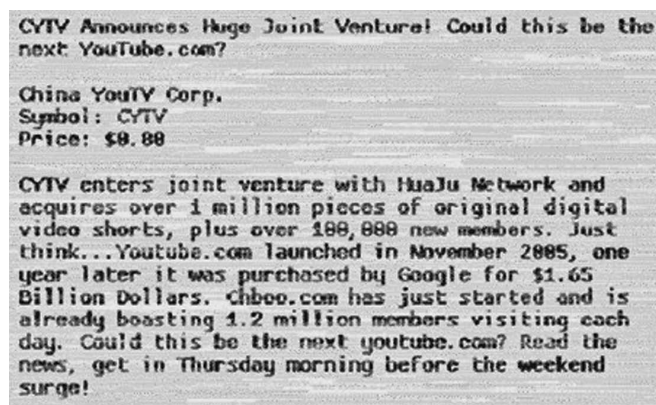 CYTV Announces Huge Joint Venture! Could this be the
next YouTube.com?
China YouTV Corp.
Symbol: CYTV
Price: $0.88
CYTV enters joint venture with HuaJu Network and
acquires over 1 million pieces of original digital
video shorts, plus over 100,000 new members. Just
think...Youtube.com launched in November 2005, one
year later it was purchased by Google for $1.65
Billion Dollars. Chboo.com has just started and is
already boasting 1.2 million members visiting each
day. Could this be the next youtube.com? Read the
news, get in Thursday morning before the weekend
surge!